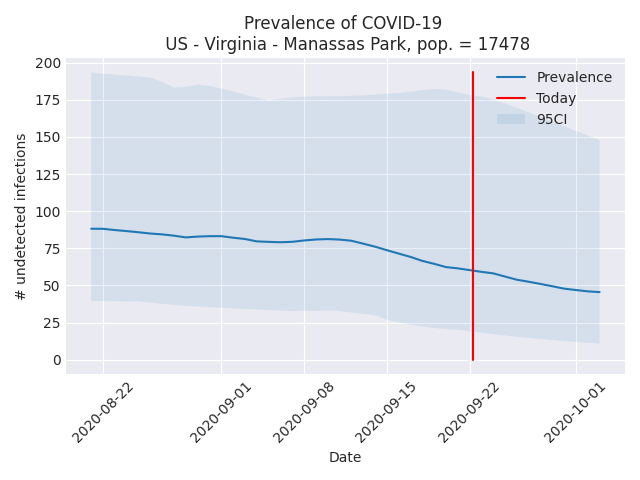 Prevalence of COVID-19
US - Virginia - Manassas Park, pop. = 17478
200
175
150
125
100
75
50
25
0
# undetected infections
Prevalence
Today
95CI
2020-08-22
2020-09-01
2020-09-08
2020-09-15
2020-09-22
2020-10-01
Date